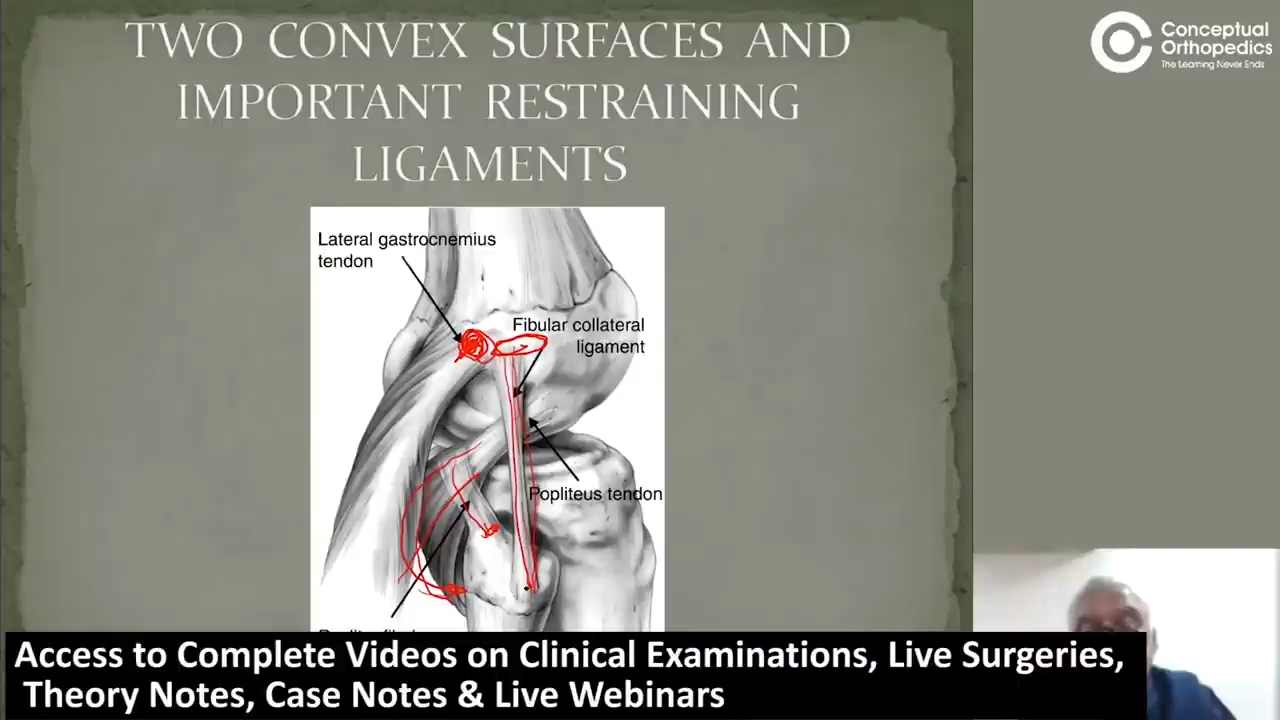 TWO CONVEX SURFACES AND
IMPORTANT RESTRAINING
LIGAMENTS
Conceptual
Orthopedics
The Learning Never Ends
Lateral gastrocnemius
tendon
Fibular collateral
ligament
Popliteus tendon
Access to Complete Videos on Clinical Examinations, Live Surgeries,
Theory Notes, Case Notes & Live Webinars